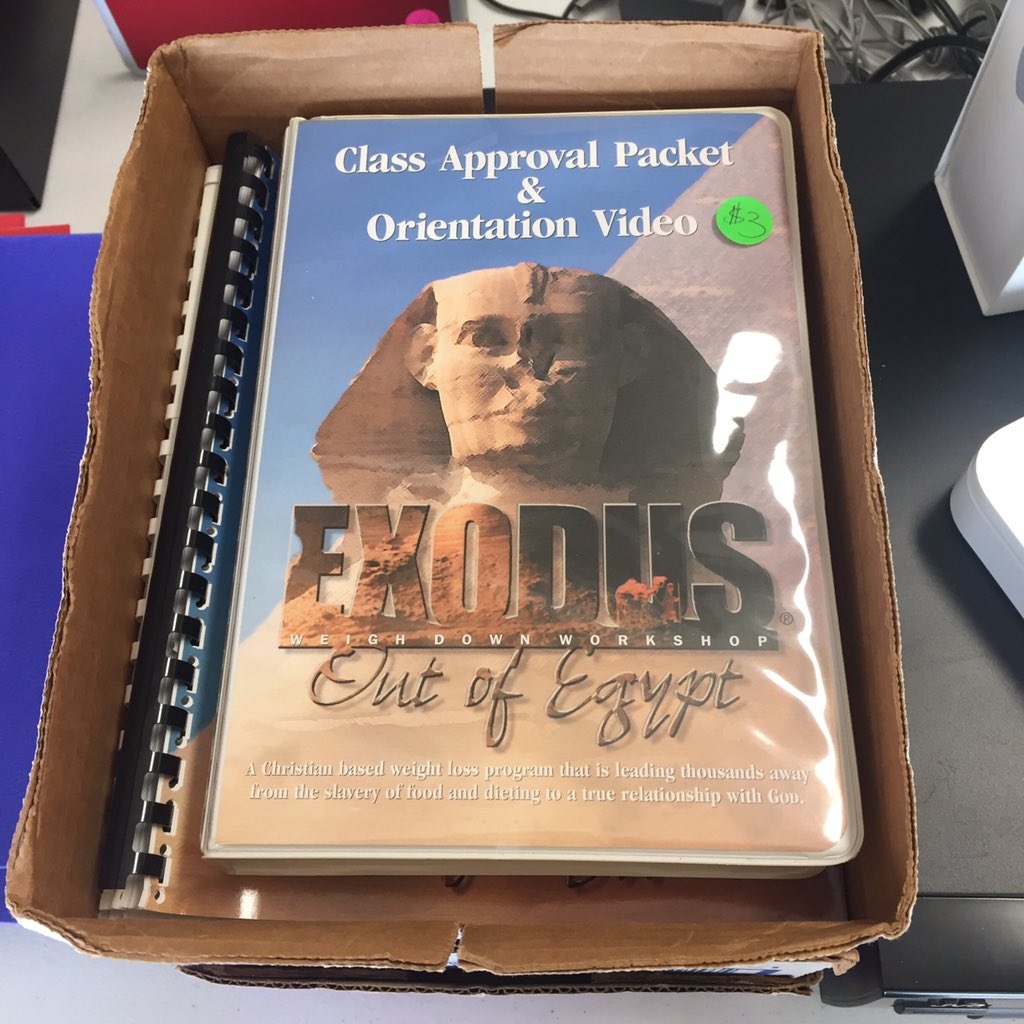 Class Approval Packet
&
Orientation Video
$3
EXODUS®
WEIGH DOWN WORKSHOP
Out of Egypt
A Christian based weight loss program that is leading thousands away
from the slavery of food and dieting to a true relationship with GOD.